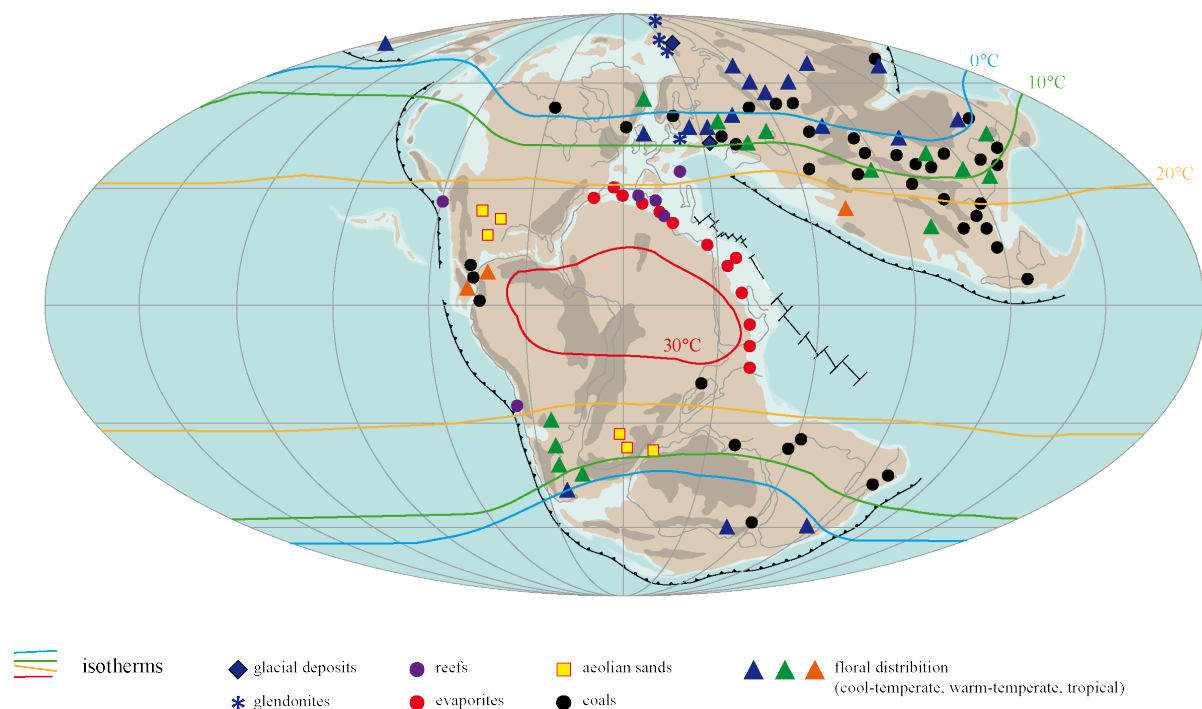 0°C
10°C
20°C
30°C
isotherms
glacial deposits
reefs
aeolian sands
floral distribition
(cool-temperate, warm-temperate, tropical)
glendonites
evaporites
coals